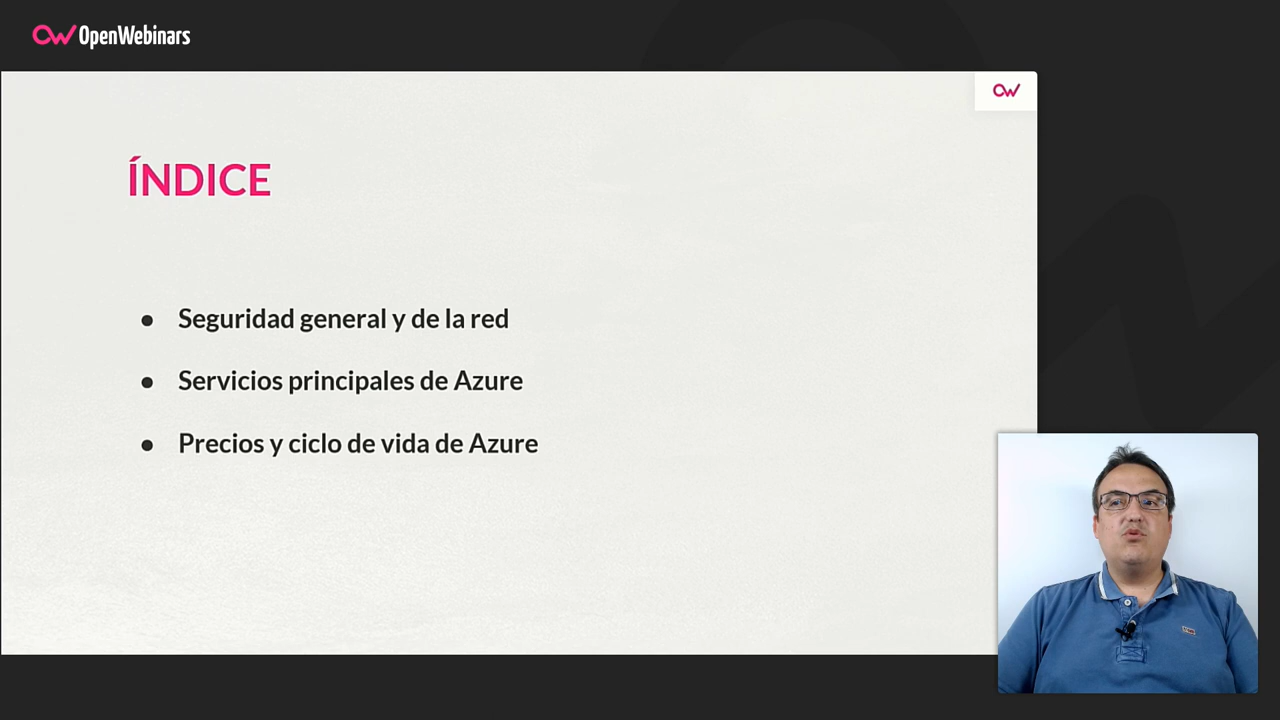 OpenWebinars
ÍNDICE
● Seguridad general y de la red
● Servicios principales de Azure
● Precios y ciclo de vida de Azure